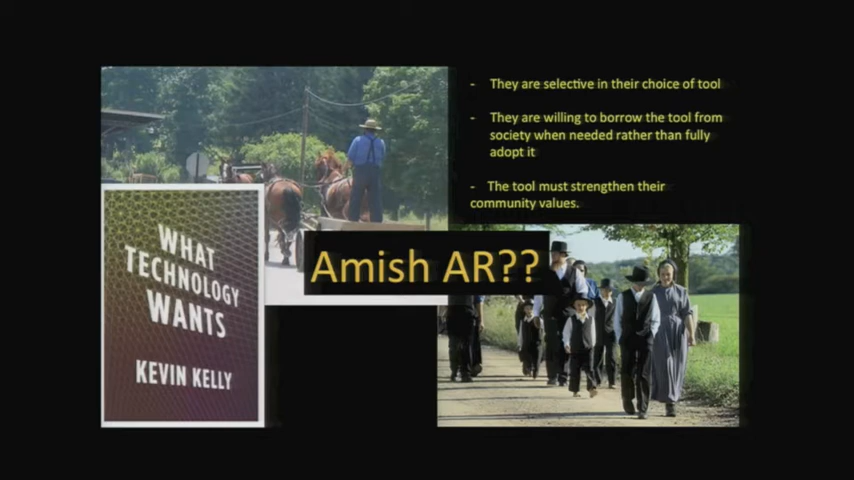 - They are selective in their choice of tool
- They are willing to borrow the tool from
society when needed rather than fully
adopt it
- The tool must strengthen their
community values.
Amish AR??
WHAT
TECHNOLOGY
WANTS
KEVIN KELLY